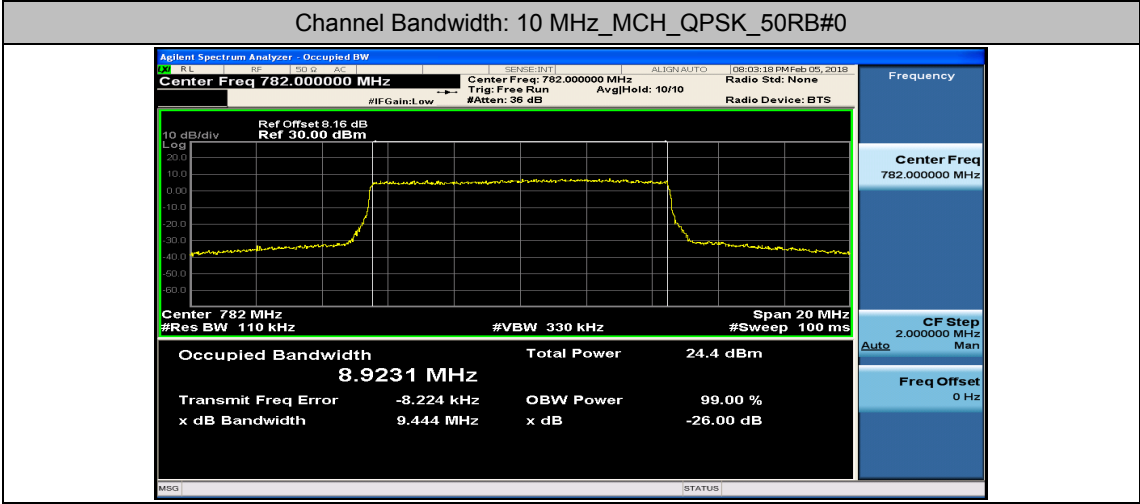 Channel Bandwidth: 10 MHz_MCH_QPSK_50RB#0
Agilent Spectrum Analyzer - Occupied BW
RL RF 50 Ω AC SENSE:INT ALIGN AUTO 08:03:18 PM Feb 05, 2018
Center Freq 782.000000 MHz
Center Freq: 782.000000 MHz
Radio Std: None
Trig: Free Run Avg|Hold: 10/10
#IFGain:Low
#Atten: 36 dB
Radio Device: BTS
Ref Offset 8.16 dB
10 dB/div Ref 30.00 dBm
Log
20.0
10.0
0.00
-10.0
-20.0
-30.0
-40.0
-50.0
-60.0
Center 782 MHz Span 20 MHz
#Res BW 110 kHz #VBW 330 kHz #Sweep 100 ms
Occupied Bandwidth Total Power 24.4 dBm
8.9231 MHz
Transmit Freq Error -8.224 kHz OBW Power 99.00 %
x dB Bandwidth 9.444 MHz x dB -26.00 dB
MSG STATUS
Frequency
Center Freq
782.000000 MHz
CF Step
2.000000 MHz
Auto Man
Freq Offset
0 Hz